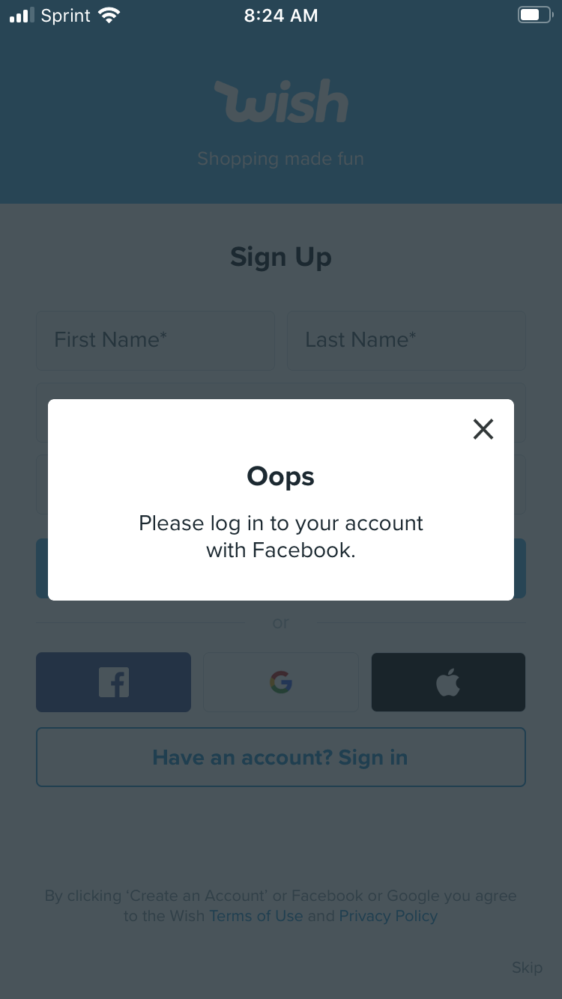 Sprint 8:24 AM
wish
Shopping made fun
Sign Up
First Name* Last Name*
Oops
Please log in to your account
with Facebook.
or
Have an account? Sign in
By clicking ‘Create an Account’ or Facebook or Google you agree
to the Wish Terms of Use and Privacy Policy
Skip